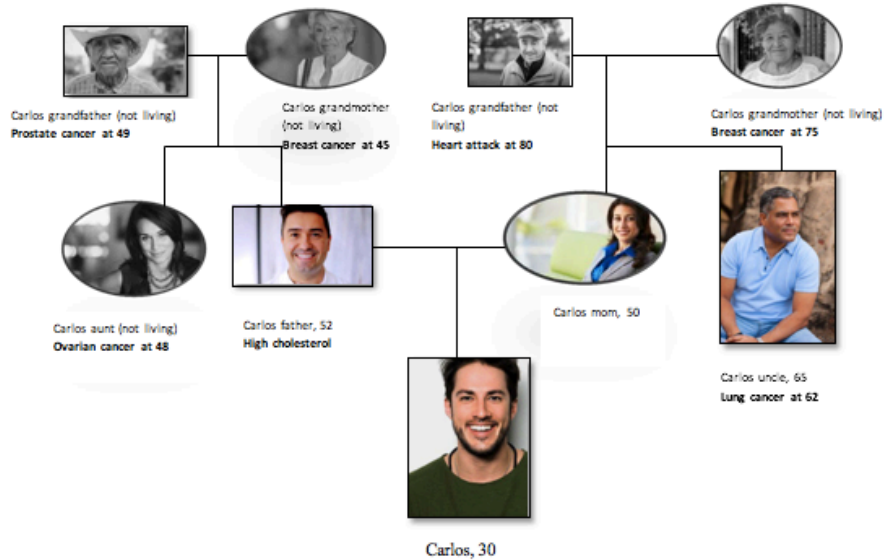 Carlos grandfather (not living)
Prostate cancer at 49
Carlos grandmother
(not living)
Breast cancer at 45
Carlos grandfather (not
living)
Heart attack at 80
Carlos grandmother (not living)
Breast cancer at 75
Carlos aunt (not living)
Ovarian cancer at 48
Carlos father, 52
High cholesterol
Carlos mom, 50
Carlos uncle, 65
Lung cancer at 62
Carlos, 30